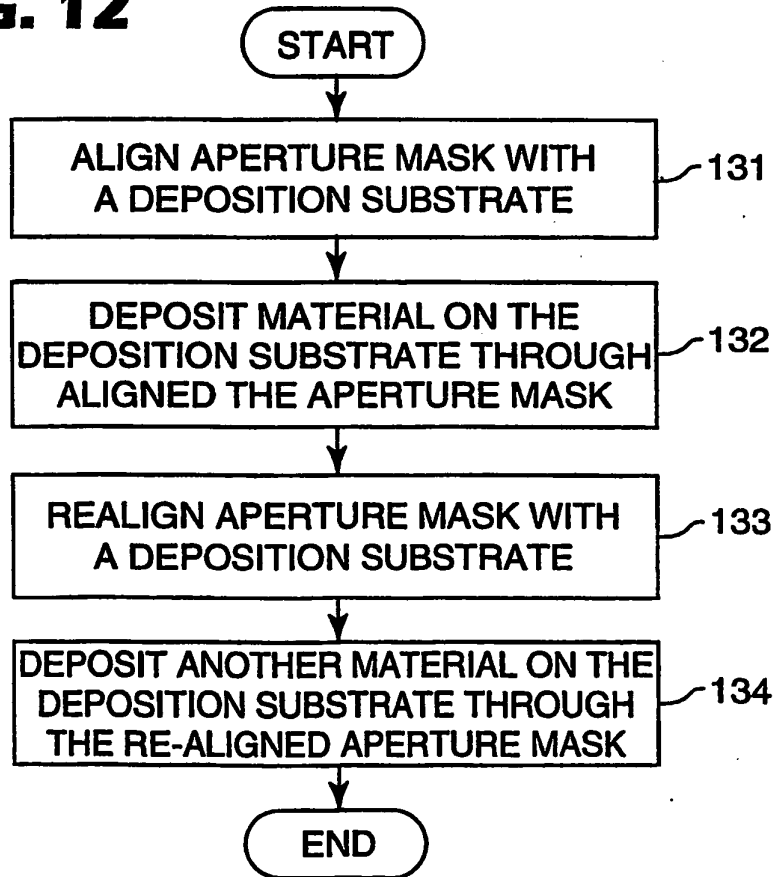 G. 12
START
ALIGN APERTURE MASK WITH
A DEPOSITION SUBSTRATE
131
DEPOSIT MATERIAL ON THE
DEPOSITION SUBSTRATE THROUGH
ALIGNED THE APERTURE MASK
132
REALIGN APERTURE MASK WITH
A DEPOSITION SUBSTRATE
133
DEPOSIT ANOTHER MATERIAL ON THE
DEPOSITION SUBSTRATE THROUGH
THE RE-ALIGNED APERTURE MASK
134
END